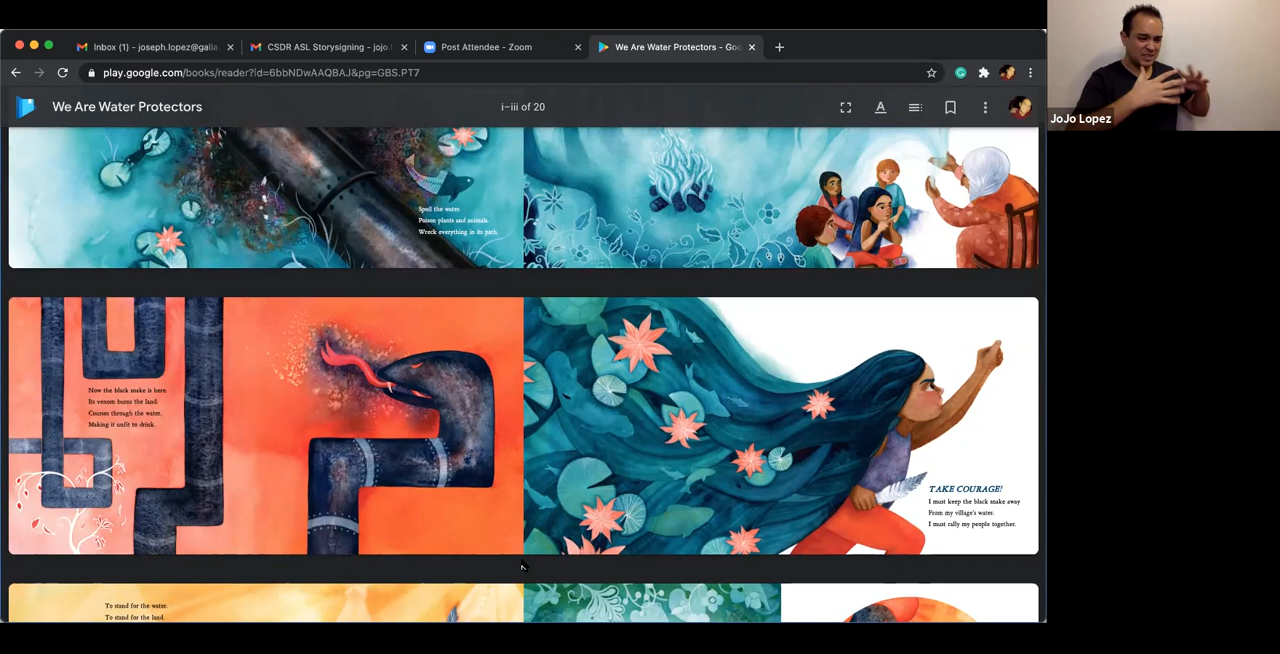 Inbox (1) - joseph.lopez@galla
CSDR ASL Storysigning - jojo.
Post Attendee - Zoom
We Are Water Protectors - Goo
play.google.com/books/reader?id=6bbNDwAAQBAJ&pg=GBS.PT7
We Are Water Protectors
i–iii of 20
JoJo Lopez
Spoil the water.
Poison plants and animals.
Wreck everything in its path.
Now the black snake is here.
Its venom burns the land.
Courses through the water,
Making it unfit to drink.
TAKE COURAGE!
I must keep the black snake away
From my village's water.
I must rally my people together.
To stand for the water.
To stand for the land.